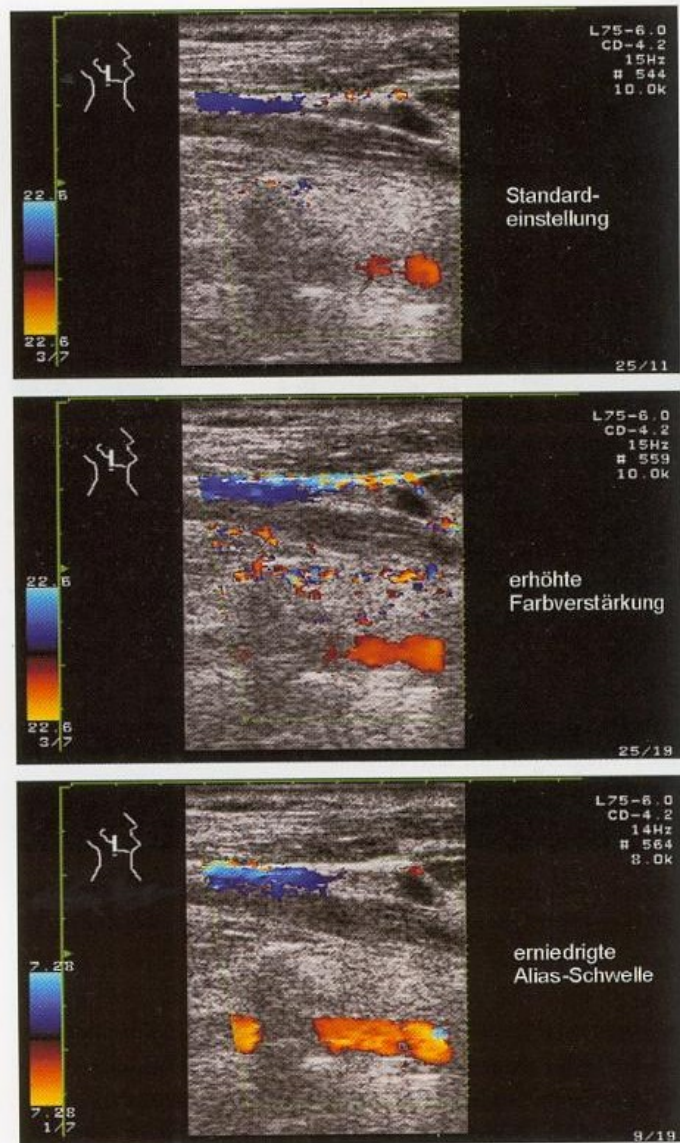 L75-6.0
CD-4.2
15Hz
# 544
10.0k
22.6
Standard-
einstellung
22.6
3/7
25/11
L75-6.0
CD-4.2
15Hz
# 559
10.0k
22.6
erhöhte
Farbverstärkung
22.6
3/7
25/19
L75-6.0
CD-4.2
14Hz
# 564
8.0k
7.28
erniedrigte
Alias-Schwelle
7.28
1/7
9/19